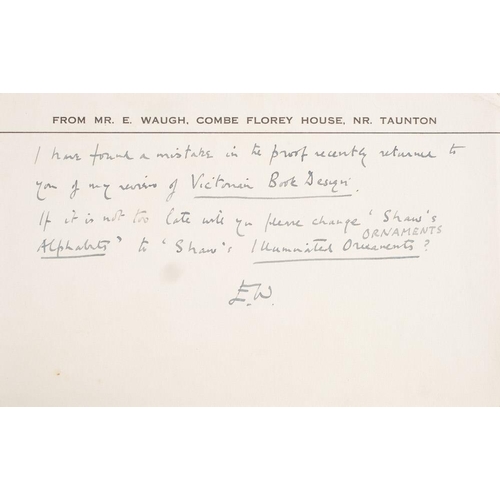 FROM MR. E. WAUGH, COMBE FLOREY HOUSE, NR. TAUNTON
I have found a mistake in the proof recently returned to
you of my review of Victorian Book Design.
If it is not too late will you please change 'Shaw's
Alphabets' to 'Shaw's Illuminated Ornaments?
ORNAMENTS
E.W.